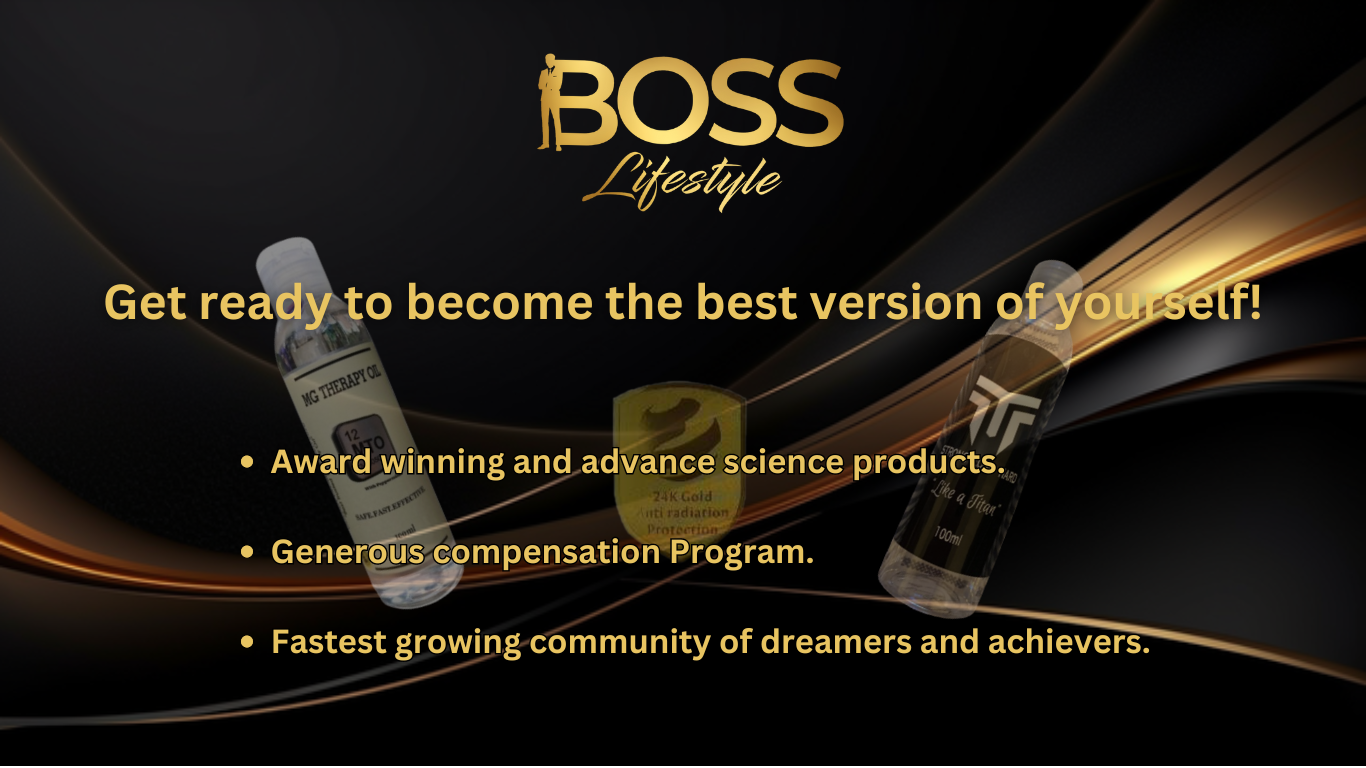 BOSS
Lifestyle
Get ready to become the best version of yourself!
MG THERAPY OIL
12
MTO
SAFE.FAST.EFFECTIVE
• Award winning and advance science products.
24K Gold
Anti radiation
Protection
"Like a Titan"
100ml
• Generous compensation Program.
• Fastest growing community of dreamers and achievers.